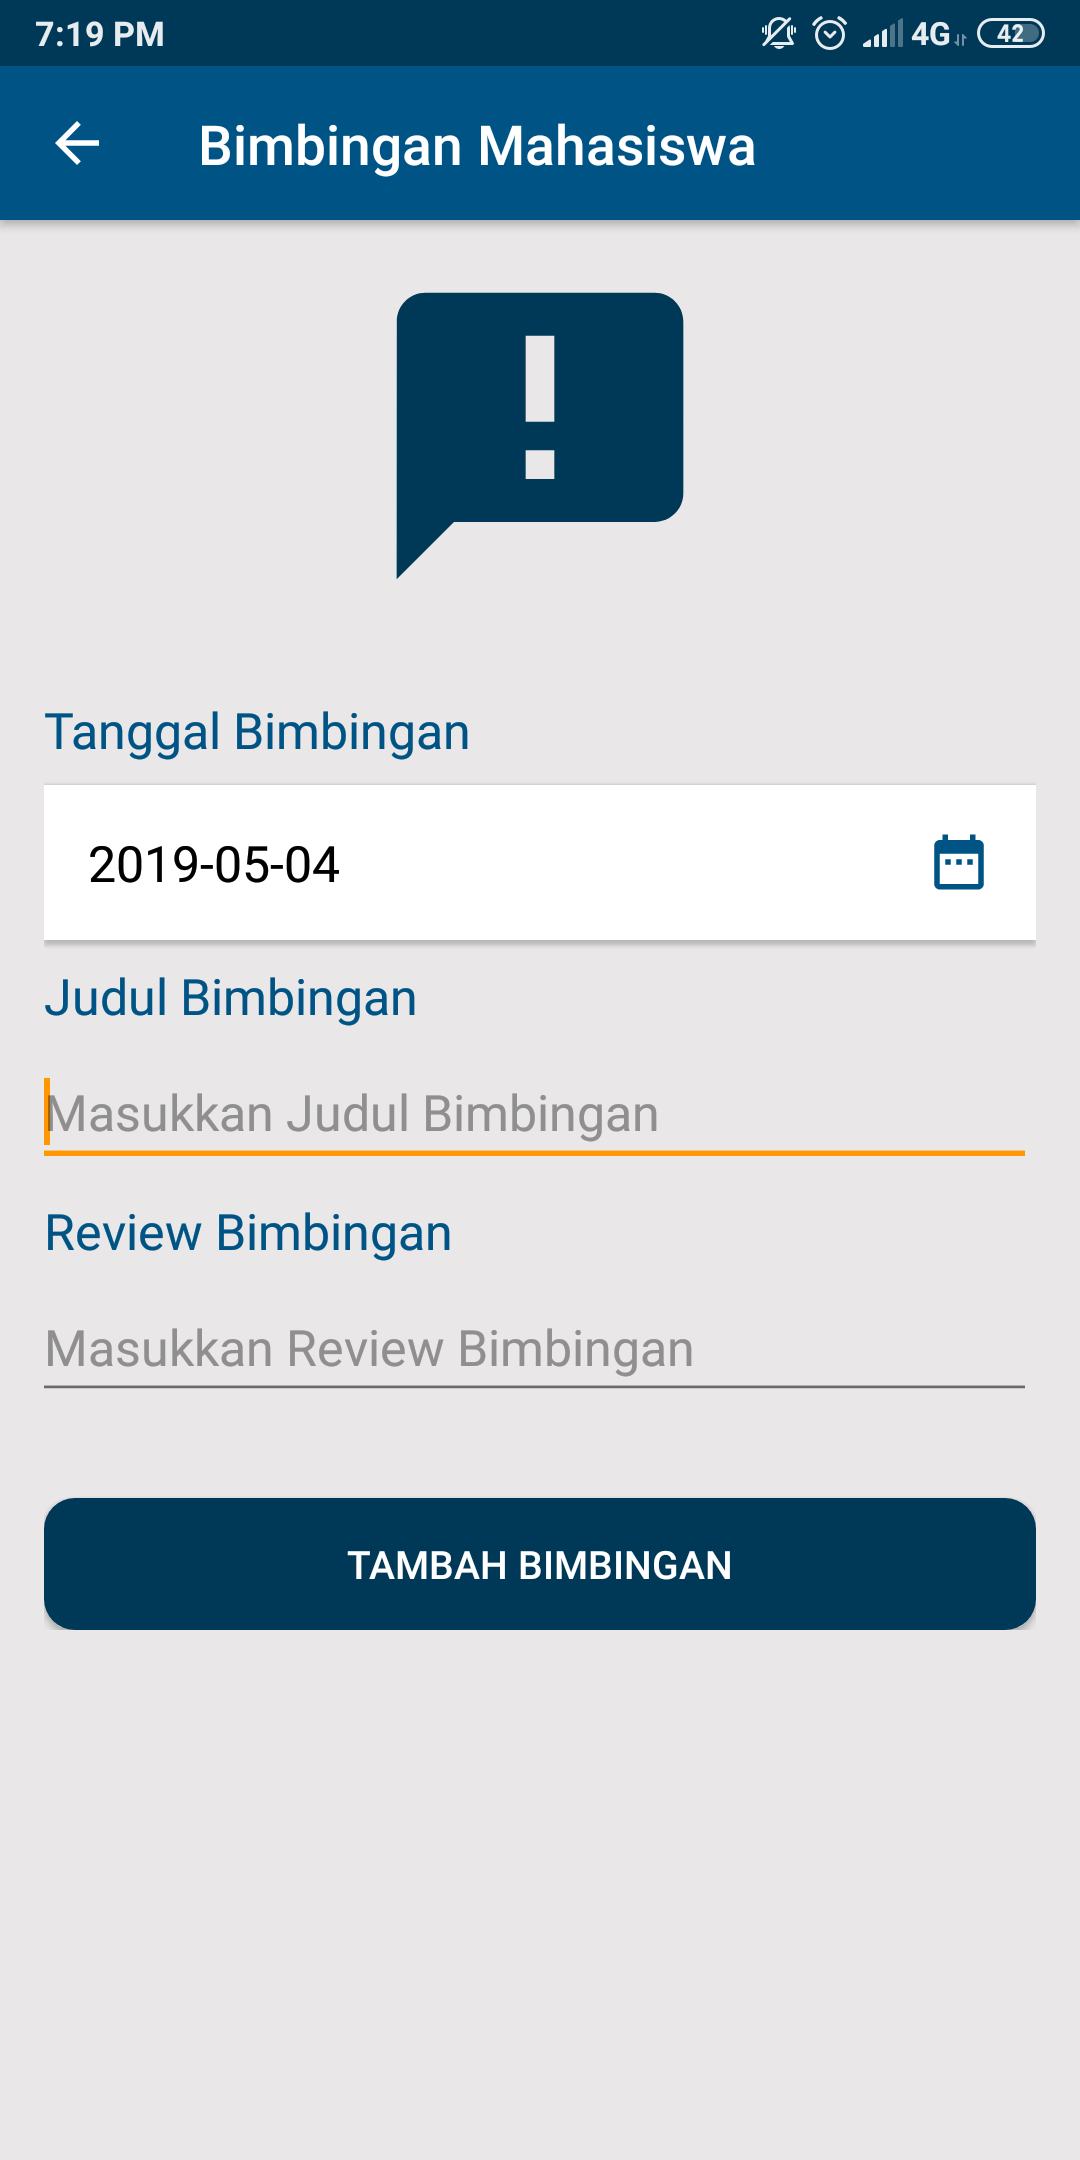 7:19 PM 4G 42
Bimbingan Mahasiswa
!
Tanggal Bimbingan
2019-05-04
Judul Bimbingan
Masukkan Judul Bimbingan
Review Bimbingan
Masukkan Review Bimbingan
TAMBAH BIMBINGAN